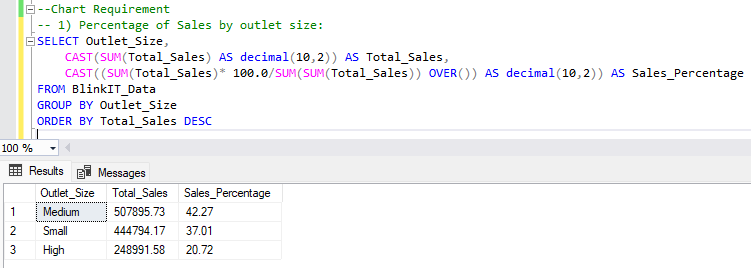 --Chart Requirement
-- 1) Percentage of Sales by outlet size:
SELECT Outlet_Size,
CAST(SUM(Total_Sales) AS decimal(10,2)) AS Total_Sales,
CAST((SUM(Total_Sales)* 100.0/SUM(SUM(Total_Sales)) OVER()) AS decimal(10,2)) AS Sales_Percentage
FROM BlinkIT_Data
GROUP BY Outlet_Size
ORDER BY Total_Sales DESC
100 %
Results Messages
Outlet_Size Total_Sales Sales_Percentage
1 Medium 507895.73 42.27
2 Small 444794.17 37.01
3 High 248991.58 20.72